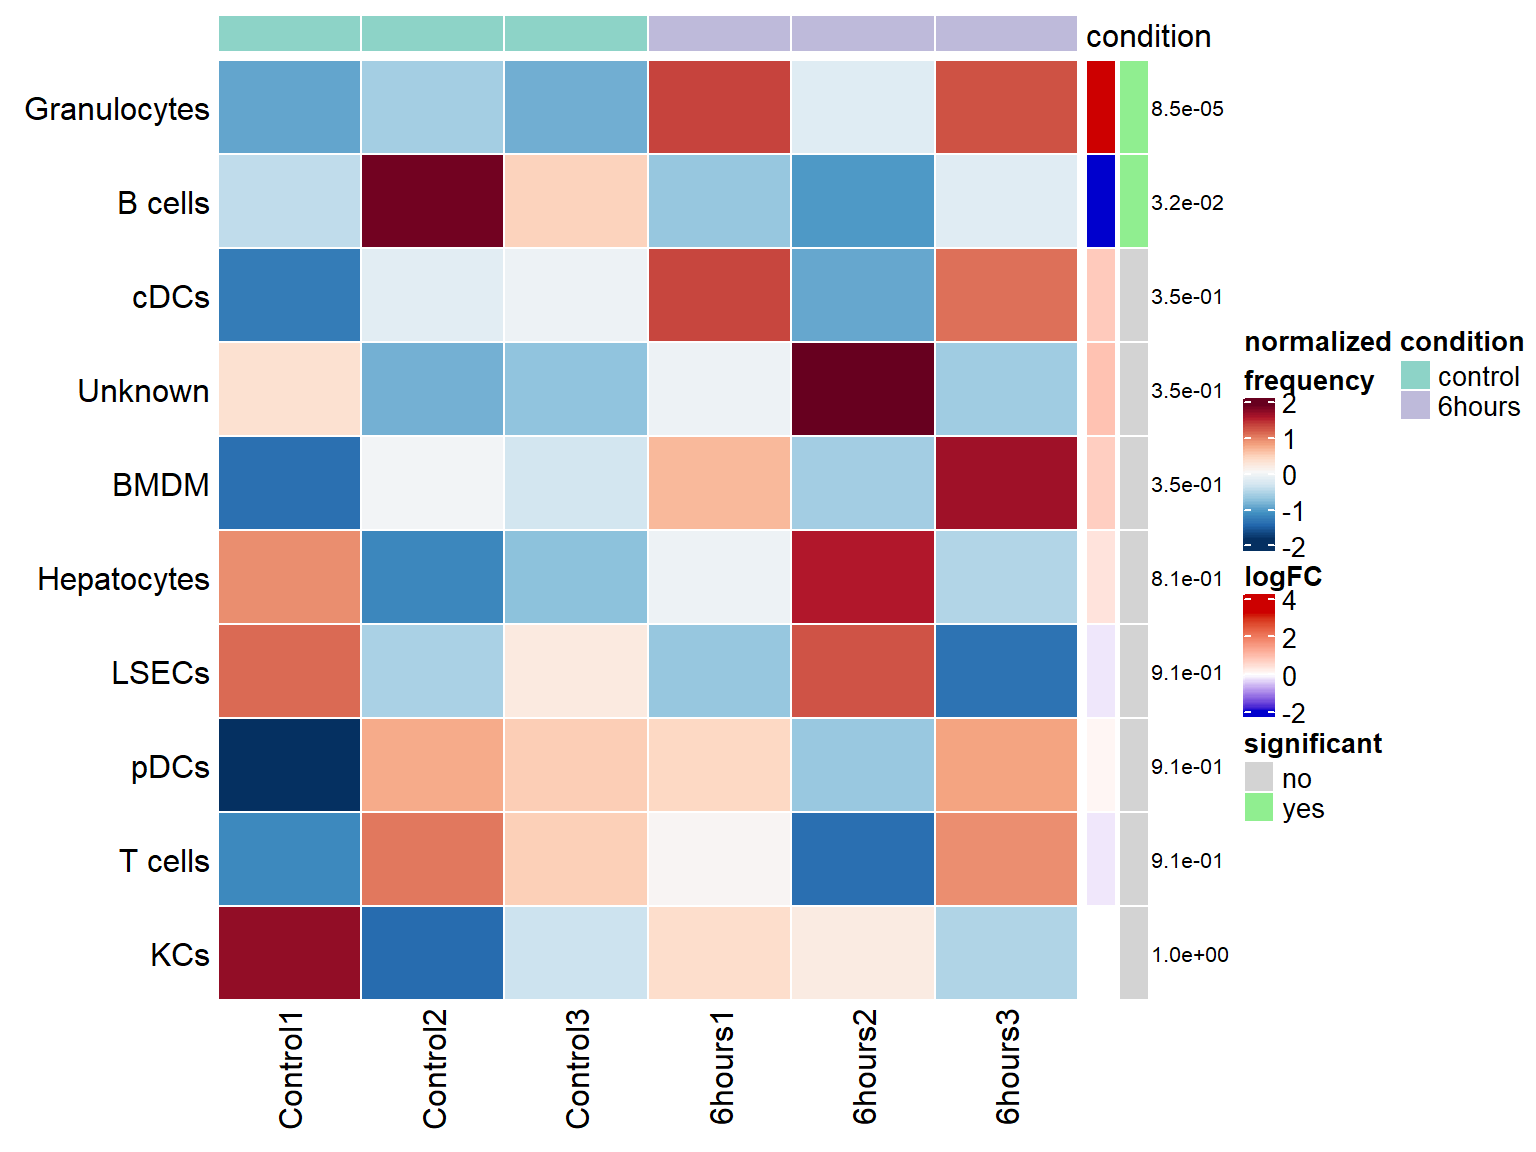 condition
Granulocytes
8.5e-05
B cells
3.2e-02
cDCs
3.5e-01
Unknown
3.5e-01
BMDM
3.5e-01
Hepatocytes
8.1e-01
LSECs
9.1e-01
pDCs
9.1e-01
T cells
9.1e-01
KCs
1.0e+00
Control1
Control2
Control3
6hours1
6hours2
6hours3
normalized
frequency
2
1
0
-1
-2
condition
control
6hours
logFC
4
2
0
-2
significant
no
yes